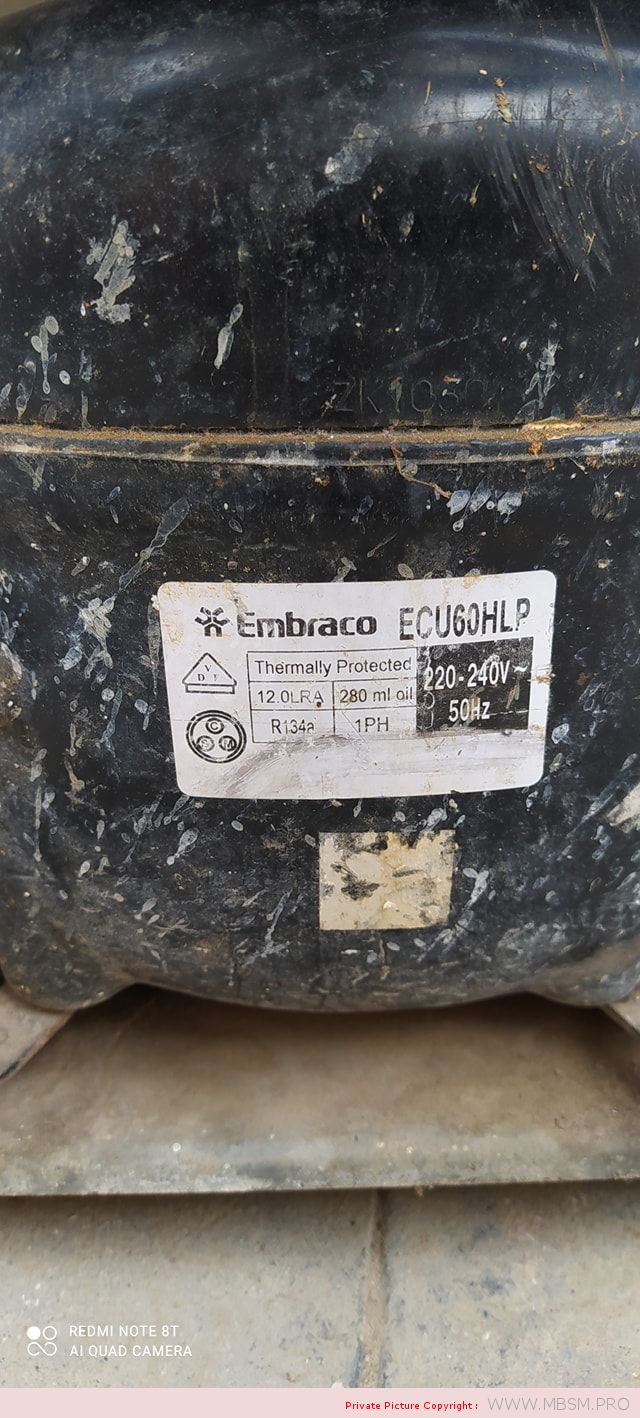 Embraco ECU60HLP
V
D E
Thermally Protected
220-240V~
12.0LRA 280 ml oil
50Hz
R134a 1PH
REDMI NOTE 8T
AI QUAD CAMERA
Private Picture Copyright : WWW.MBSM.PRO